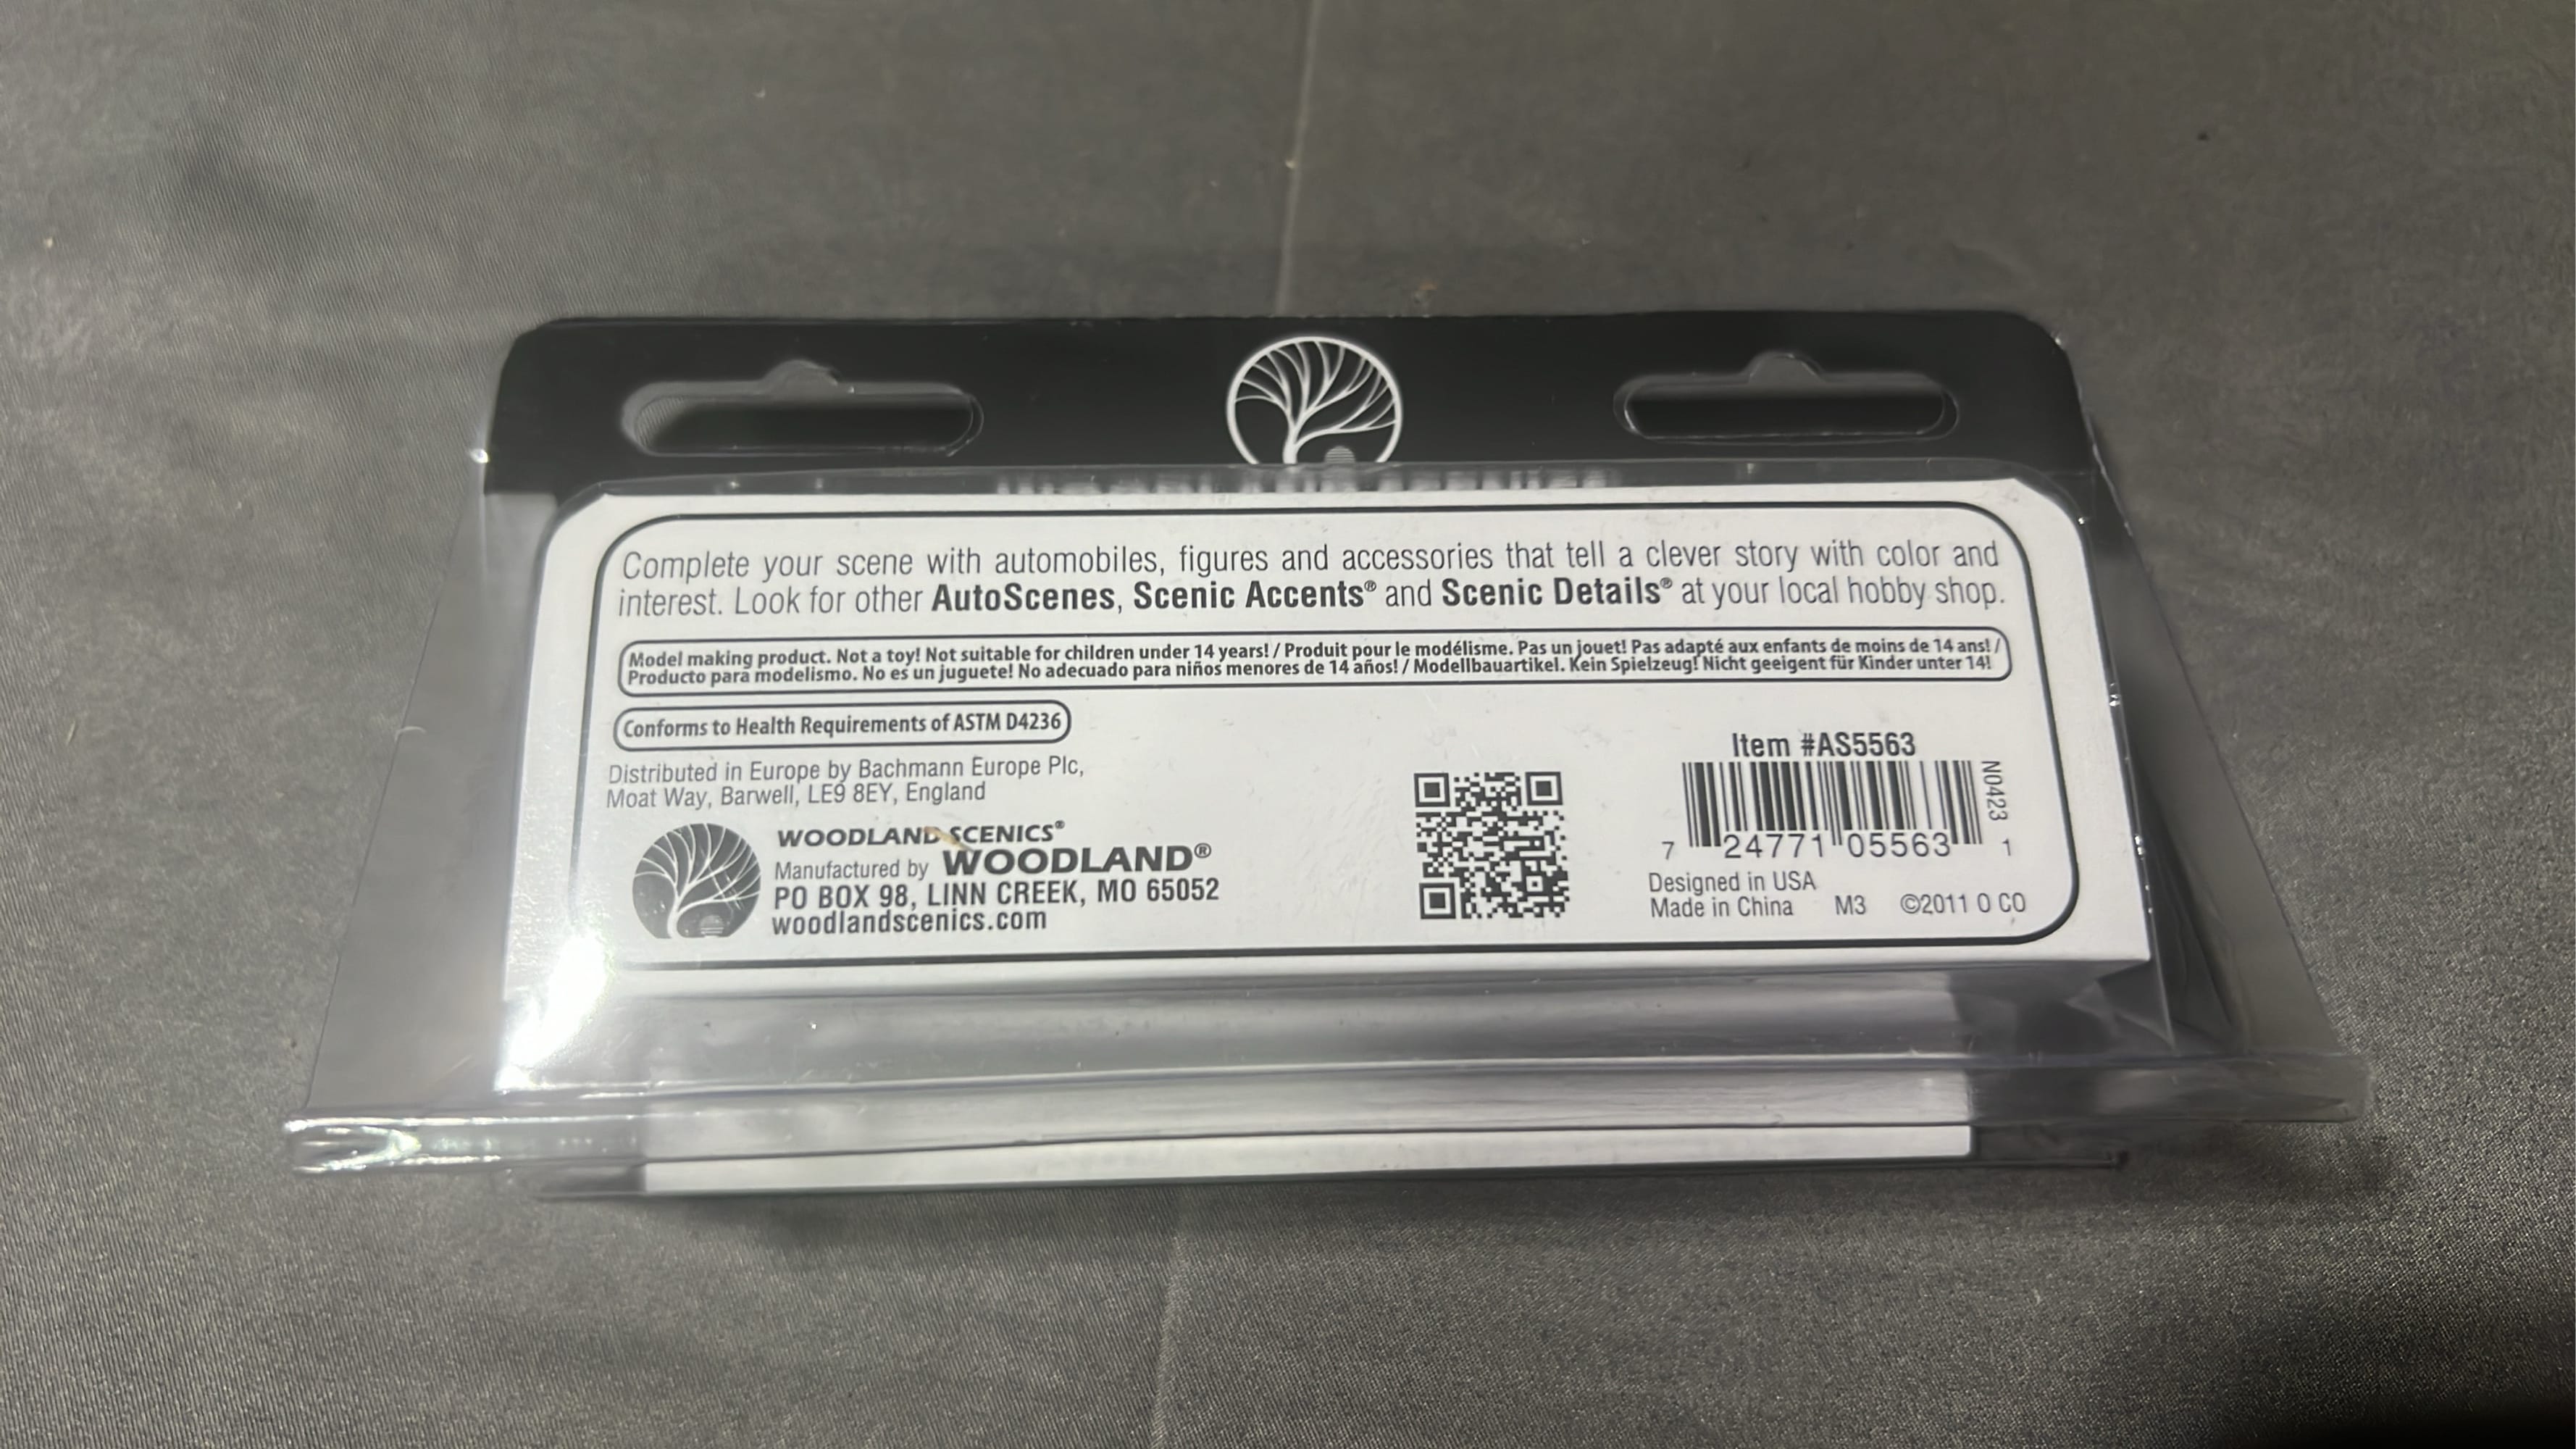 Complete your scene with automobiles, figures and accessories that tell a clever story with color and
interest. Look for other AutoScenes, Scenic Accents® and Scenic Details® at your local hobby shop.
Model making product. Not a toy! Not suitable for children under 14 years! / Produit pour le modélisme. Pas un jouet! Pas adapté aux enfants de moins de 14 ans! /
Producto para modelismo. No es un juguete! No adecuado para niños menores de 14 años! / Modellbauartikel. Kein Spielzeug! Nicht geeigent für Kinder unter 14!
Conforms to Health Requirements of ASTM D4236
Distributed in Europe by Bachmann Europe Plc,
Moat Way, Barwell, LE9 8EY, England
WOODLAND SCENICS®
Manufactured by WOODLAND®
PO BOX 98, LINN CREEK, MO 65052
woodlandscenics.com
Item #AS5563
N0423
7 24771 05563 1
Designed in USA
Made in China M3 ©2011 O CO